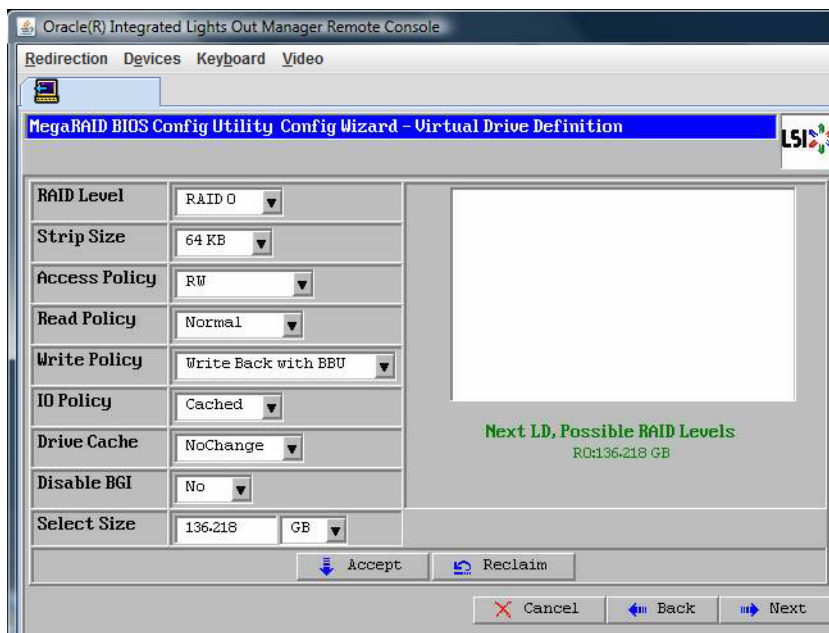 Oracle(R) Integrated Lights Out Manager Remote Console
Redirection Devices Keyboard Video
MegaRAID BIOS Config Utility Config Wizard - Virtual Drive Definition
LSI
RAID Level RAID 0
Strip Size 64 KB
Access Policy RW
Read Policy Normal
Write Policy Write Back with BBU
IO Policy Cached
Drive Cache NoChange
Disable BGI No
Select Size 136.218 GB
Next LD, Possible RAID Levels
R0:136.218 GB
Accept Reclaim
Cancel Back Next